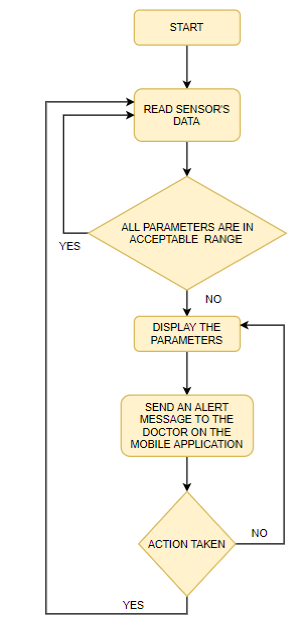 START
READ SENSOR'S
DATA
ALL PARAMETERS ARE IN
ACCEPTABLE RANGE
YES
NO
DISPLAY THE
PARAMETERS
SEND AN ALERT
MESSAGE TO THE
DOCTOR ON THE
MOBILE APPLICATION
NO
ACTION TAKEN
YES